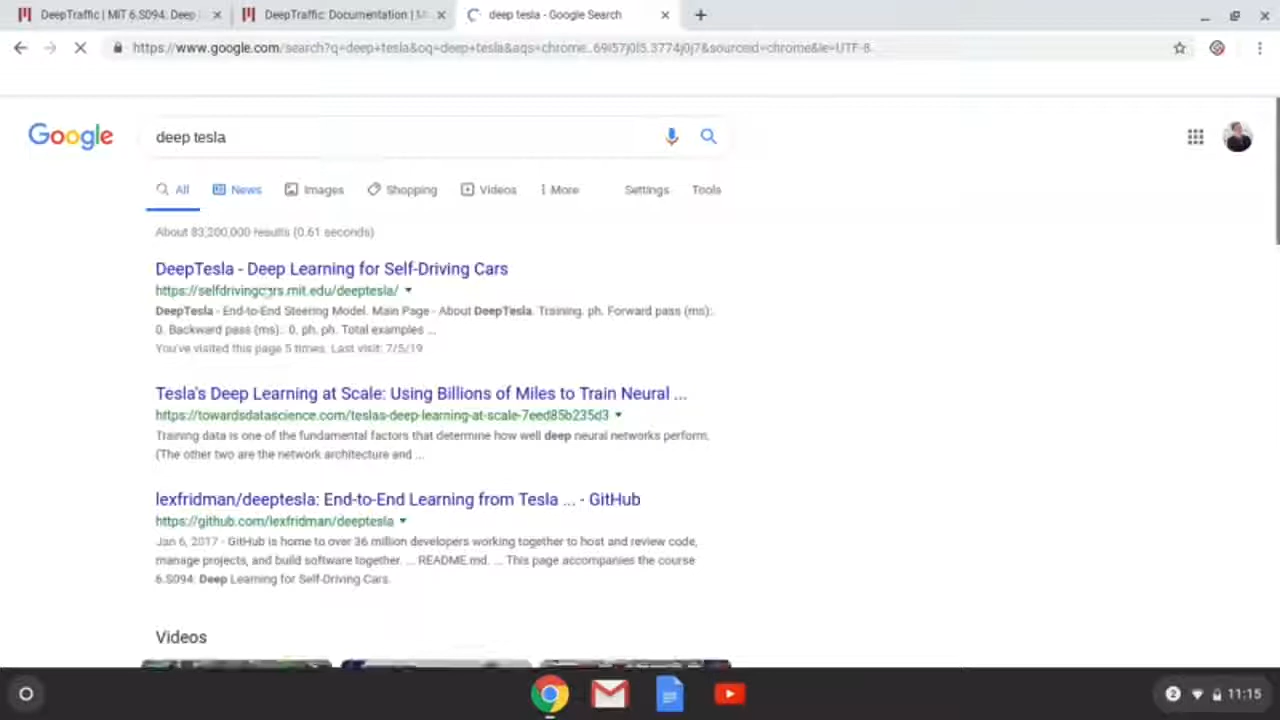 DeepTraffic | MIT 6.S094: Deep
DeepTraffic: Documentation | M
deep tesla - Google Search
https://www.google.com/search?q=deep+tesla&oq=deep+tesla&aqs=chrome..69i57j0l5.3774j0j7&sourceid=chrome&ie=UTF-8
Google
deep tesla
All News Images Shopping Videos More Settings Tools
About 83,200,000 results (0.61 seconds)
DeepTesla - Deep Learning for Self-Driving Cars
https://selfdrivingcars.mit.edu/deeptesla/
DeepTesla - End-to-End Steering Model. Main Page - About DeepTesla. Training. ph. Forward pass (ms):
0. Backward pass (ms):. 0. ph. ph. Total examples ...
You've visited this page 5 times. Last visit: 7/5/19
Tesla's Deep Learning at Scale: Using Billions of Miles to Train Neural ...
https://towardsdatascience.com/teslas-deep-learning-at-scale-7eed85b235d3
Training data is one of the fundamental factors that determine how well deep neural networks perform.
(The other two are the network architecture and ...
lexfridman/deeptesla: End-to-End Learning from Tesla ... - GitHub
https://github.com/lexfridman/deeptesla
Jan 6, 2017 - GitHub is home to over 36 million developers working together to host and review code,
manage projects, and build software together. ... README.md. ... This page accompanies the course
6.S094: Deep Learning for Self-Driving Cars.
Videos
2 11:15